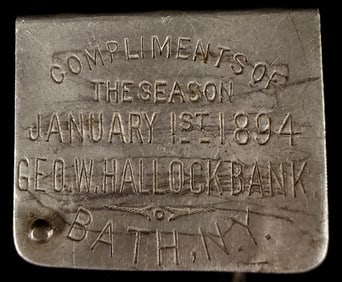 COMPLIMENTS OF
THE SEASON
JANUARY 1ST 1894
GEO. W. HALLOCK BANK
BATH, N.Y.